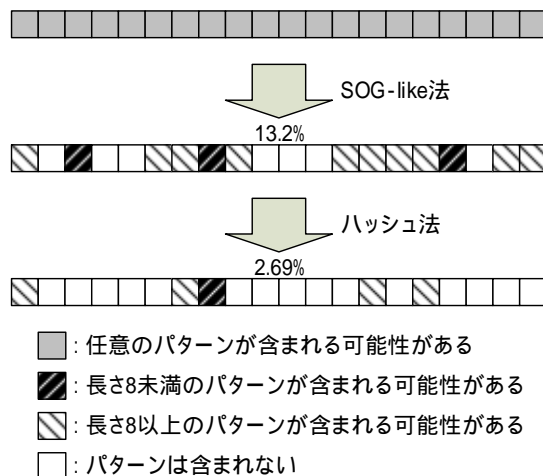 SOG-like法
13.2%
ハッシュ法
2.69%
: 任意のパターンが含まれる可能性がある
: 長さ8未満のパターンが含まれる可能性がある
: 長さ8以上のパターンが含まれる可能性がある
: パターンは含まれない